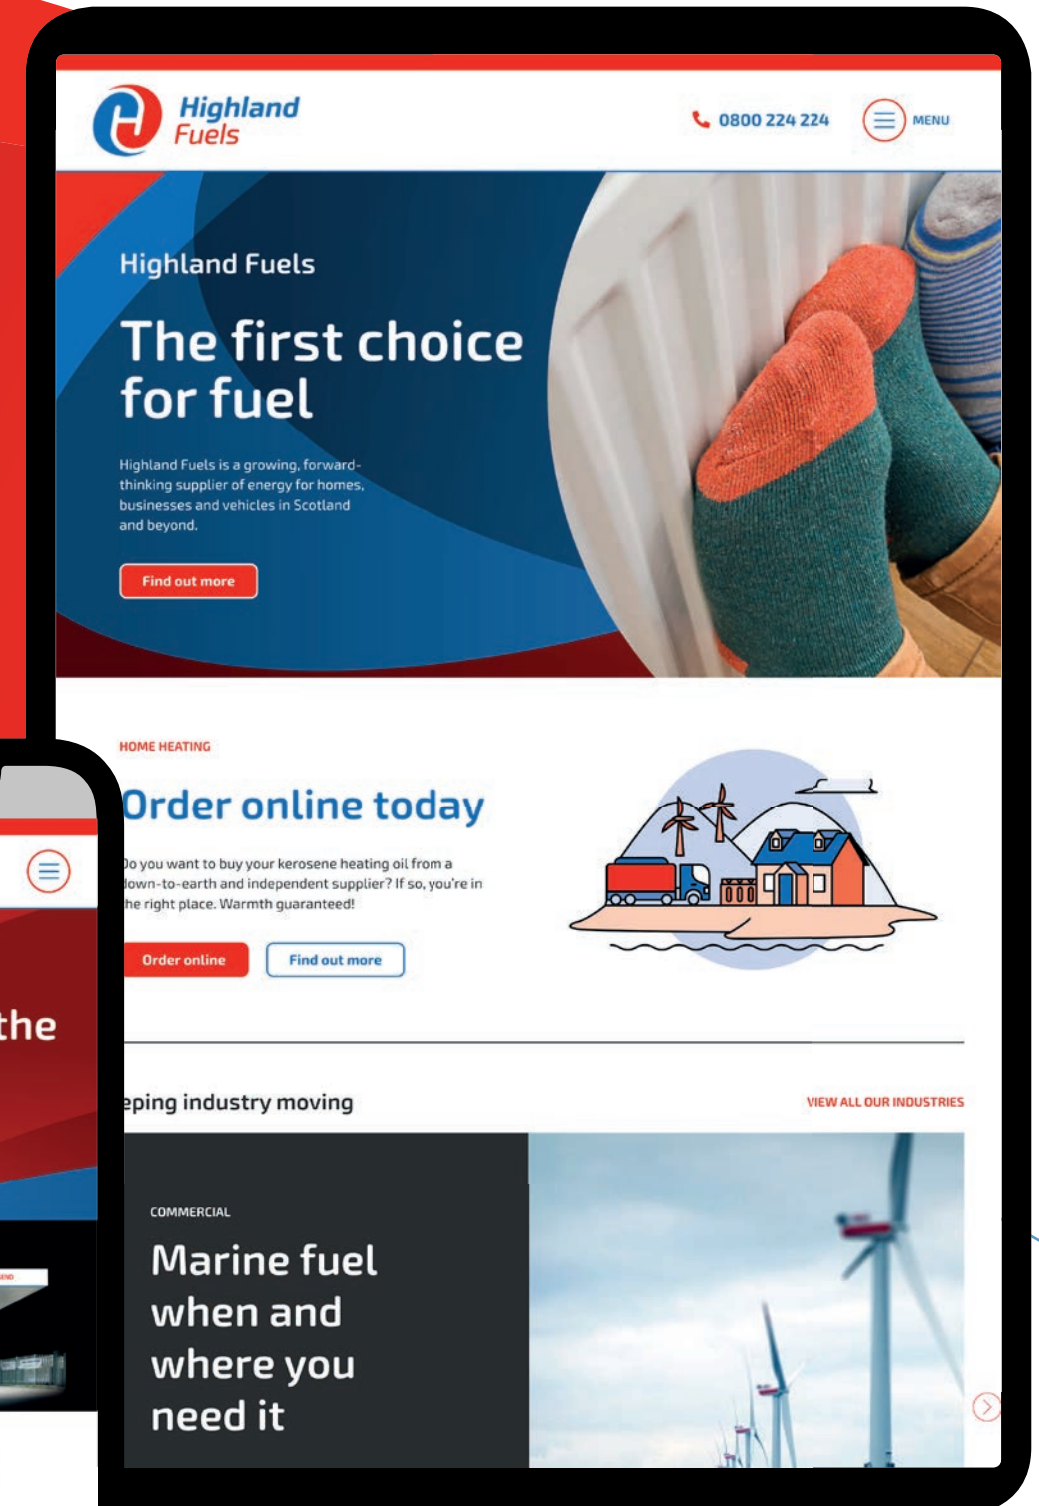 Highland
Fuels
0800 224 224
MENU
Highland Fuels
The first choice
for fuel
Highland Fuels is a growing, forward-
thinking supplier of energy for homes,
businesses and vehicles in Scotland
and beyond.
Find out more
HOME HEATING
Order online today
Do you want to buy your kerosene heating oil from a
down-to-earth and independent supplier? If so, you're in
the right place. Warmth guaranteed!
Order online
Find out more
the
eping industry moving
VIEW ALL OUR INDUSTRIES
COMMERCIAL
Marine fuel
when and
where you
need it